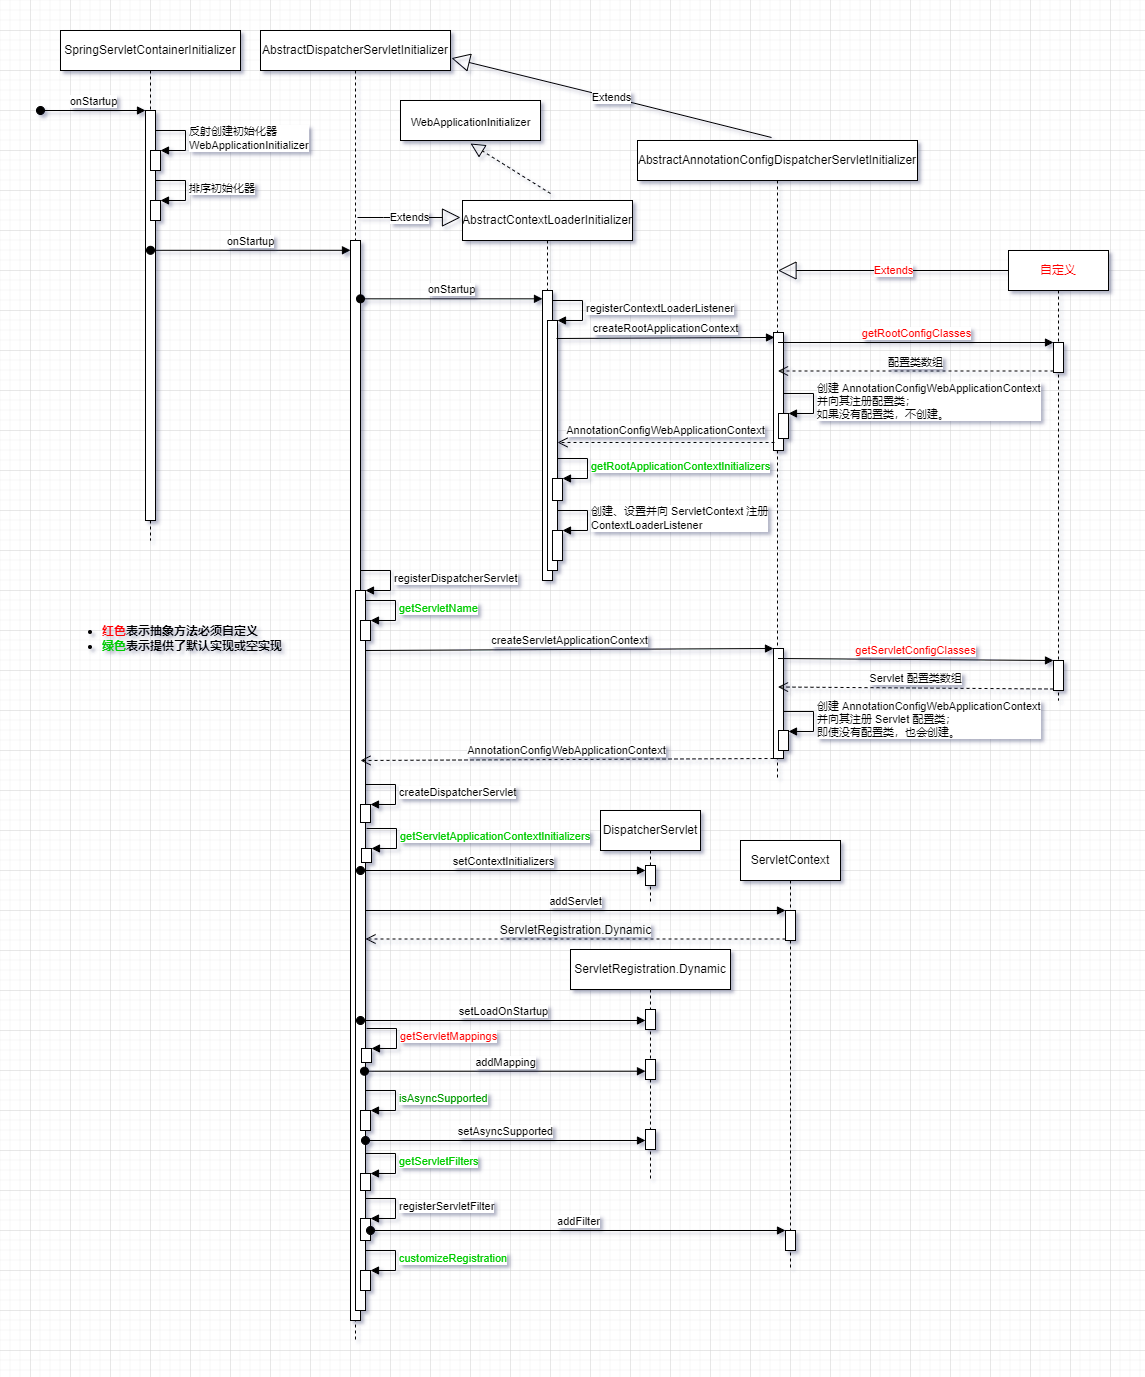 SpringServletContainerInitializer
AbstractDispatcherServletInitializer
Extends
onStartup
WebApplicationInitializer
反射创建初始化器
WebApplicationInitializer
AbstractAnnotationConfigDispatcherServletInitializer
排序初始化器
Extends
AbstractContextLoaderInitializer
onStartup
Extends
自定义
onStartup
registerContextLoaderListener
createRootApplicationContext
getRootConfigClasses
配置类数组
创建 AnnotationConfigWebApplicationContext
并向其注册配置类；
如果没有配置类，不创建。
AnnotationConfigWebApplicationContext
getRootApplicationContextInitializers
创建、设置并向 ServletContext 注册
ContextLoaderListener
registerDispatcherServlet
getServletName
红色表示抽象方法必须自定义
绿色表示提供了默认实现或空实现
createServletApplicationContext
getServletConfigClasses
Servlet 配置类数组
创建 AnnotationConfigWebApplicationContext
并向其注册 Servlet 配置类；
即使没有配置类，也会创建。
AnnotationConfigWebApplicationContext
createDispatcherServlet
DispatcherServlet
getServletApplicationContextInitializers
setContextInitializers
ServletContext
addServlet
ServletRegistration.Dynamic
ServletRegistration.Dynamic
setLoadOnStartup
getServletMappings
addMapping
isAsyncSupported
setAsyncSupported
getServletFilters
registerServletFilter
addFilter
customizeRegistration